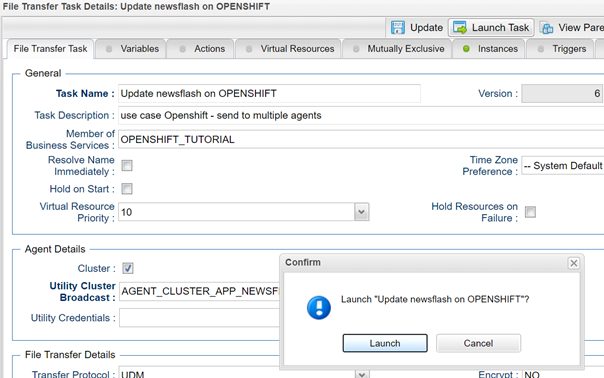 File Transfer Task Details: Update newsflash on OPENSHIFT
Update Launch Task View Pare
File Transfer Task Variables Actions Virtual Resources Mutually Exclusive Instances Triggers
General
Task Name : Update newsflash on OPENSHIFT Version : 6
Task Description : use case Openshift - send to multiple agents
Member of
Business Services : OPENSHIFT_TUTORIAL
Resolve Name
Immediately :
Time Zone
Preference : -- System Default
Hold on Start :
Virtual Resource
Priority : 10
Hold Resources on
Failure :
Agent Details
Cluster :
Utility Cluster
Broadcast : AGENT_CLUSTER_APP_NEWSF
Utility Credentials :
Confirm
Launch "Update newsflash on OPENSHIFT"?
Launch Cancel
File Transfer Details
Transfer Protocol : UDM Encrypt : NO